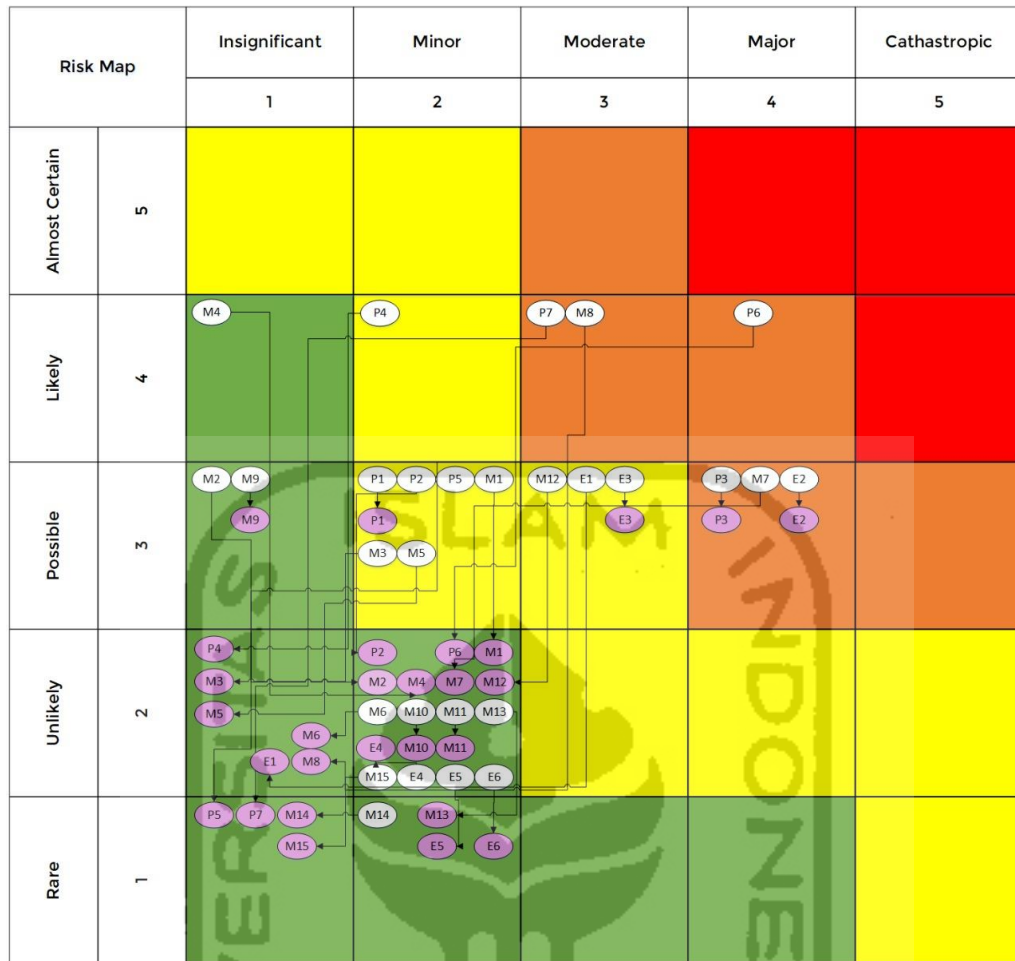 Risk Map
Insignificant Minor Moderate Major Cathastropic
1 2 3 4 5
Almost Certain
5
Likely
4
M4 P4 P7 M8 P6
Possible
3
M2 M9 P1 P2 P5 M1 M12 E1 E3 P3 M7 E2
M9 P1 E3 P3 E2
M3 M5
Unlikely
2
P4 P2 P6 M1
M3 M2 M4 M7 M12
M5 M6 M10 M11 M13
M6 E4 M10 M11
E1 M8
M15 E4 E5 E6
Rare
1
P5 P7 M14 M14 M13
M15 E5 E6
ISLAM
INDONE
VERSITAS